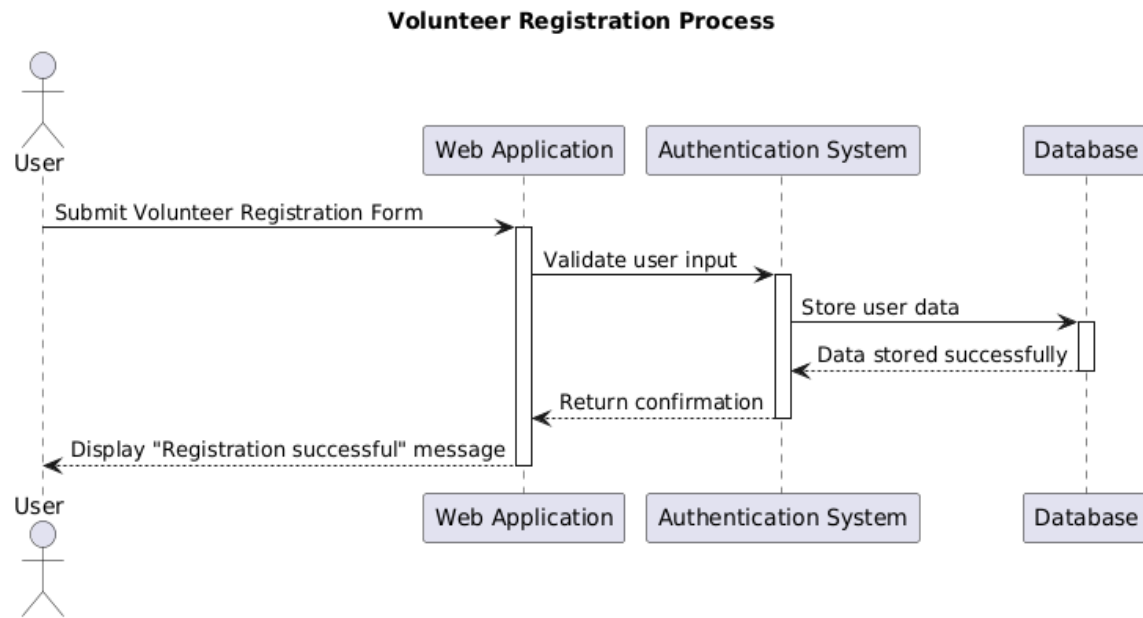 Volunteer Registration Process
User
Web Application
Authentication System
Database
Submit Volunteer Registration Form
Validate user input
Store user data
Data stored successfully
Return confirmation
Display "Registration successful" message
User
Web Application
Authentication System
Database